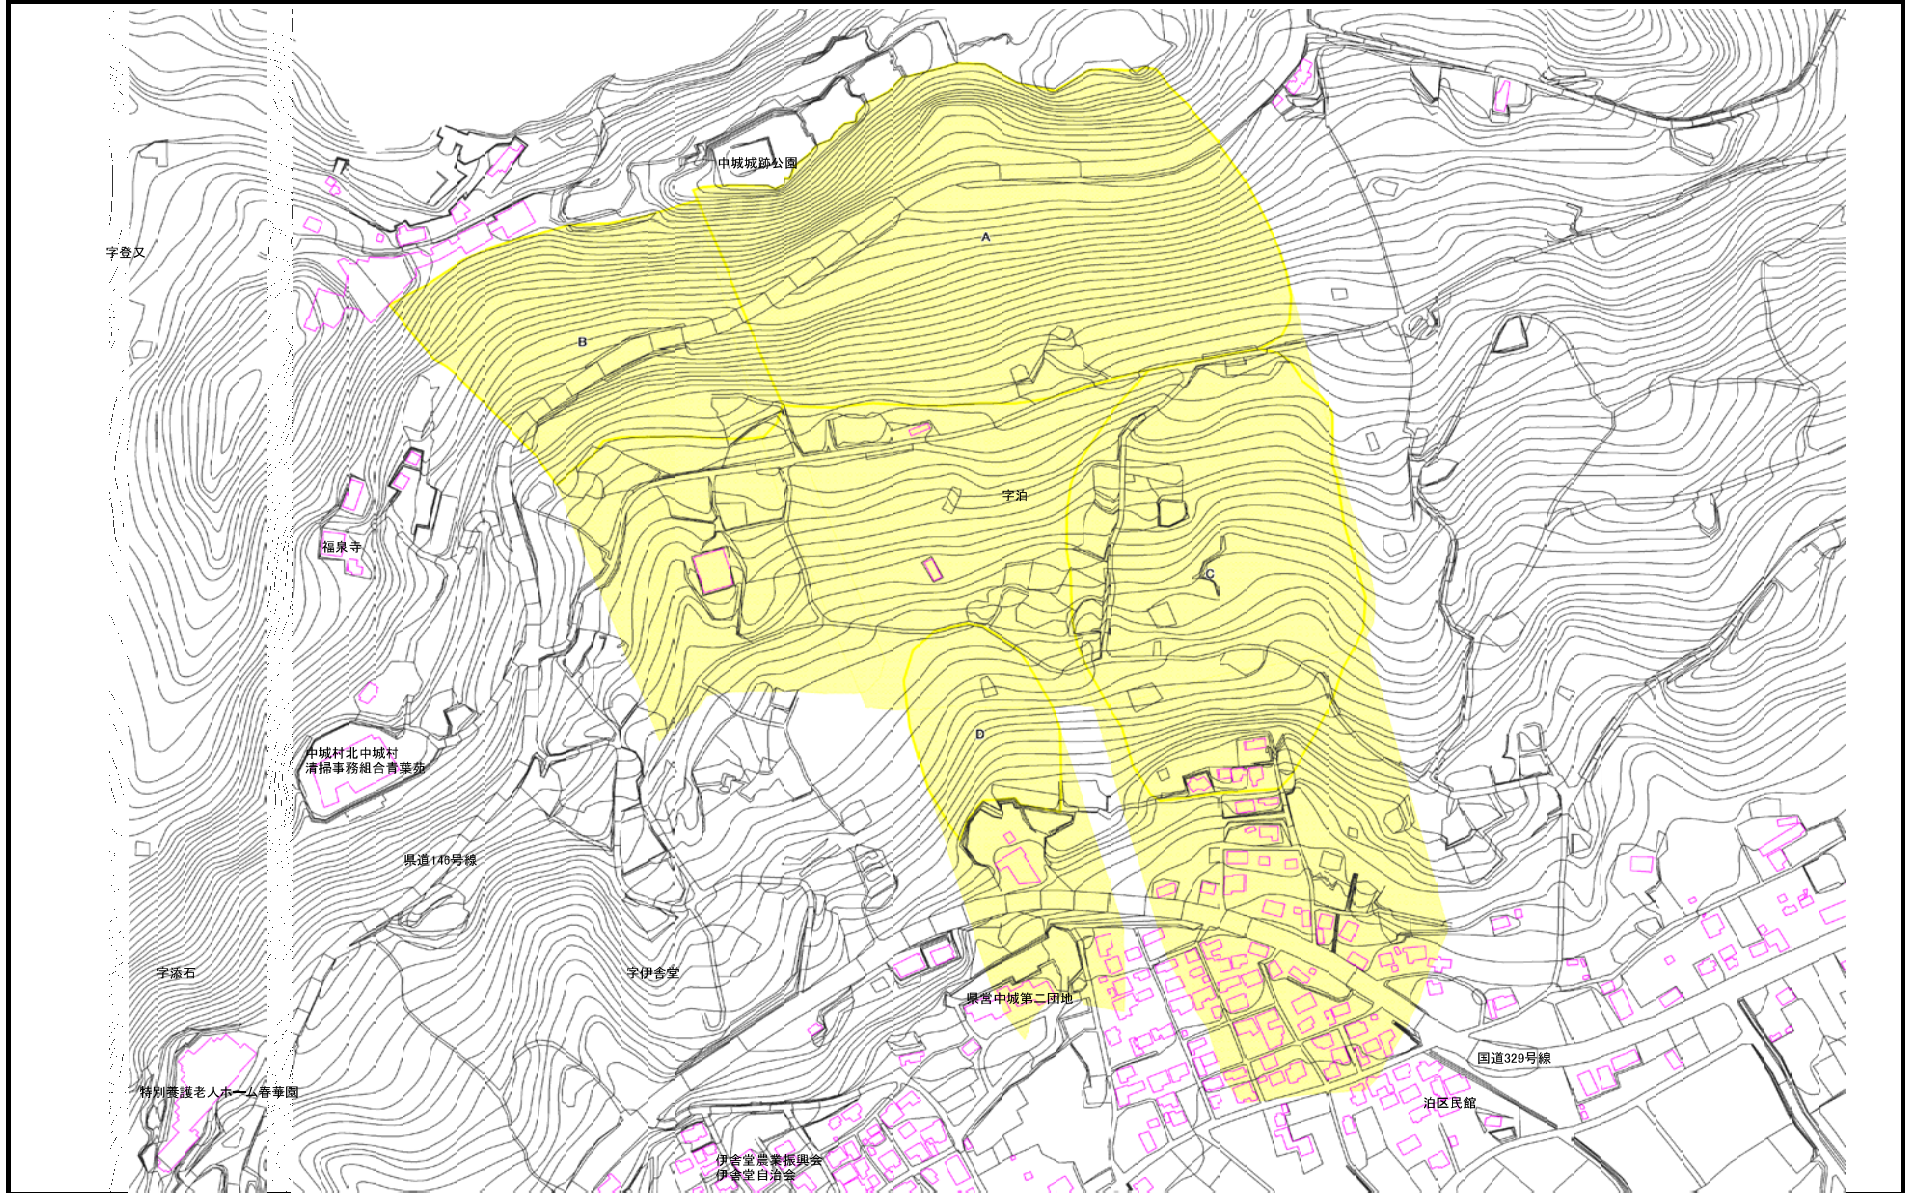 中城城跡公園
A
字登又
B
字泊
福泉寺
C
D
中城村北中城村
清掃事務組合青葉苑
県道146号線
字添石
字伊舎堂
県営中城第二団地
国道329号線
特別養護老人ホーム春華園
泊区民館
伊舎堂農業振興会
伊舎堂自治会